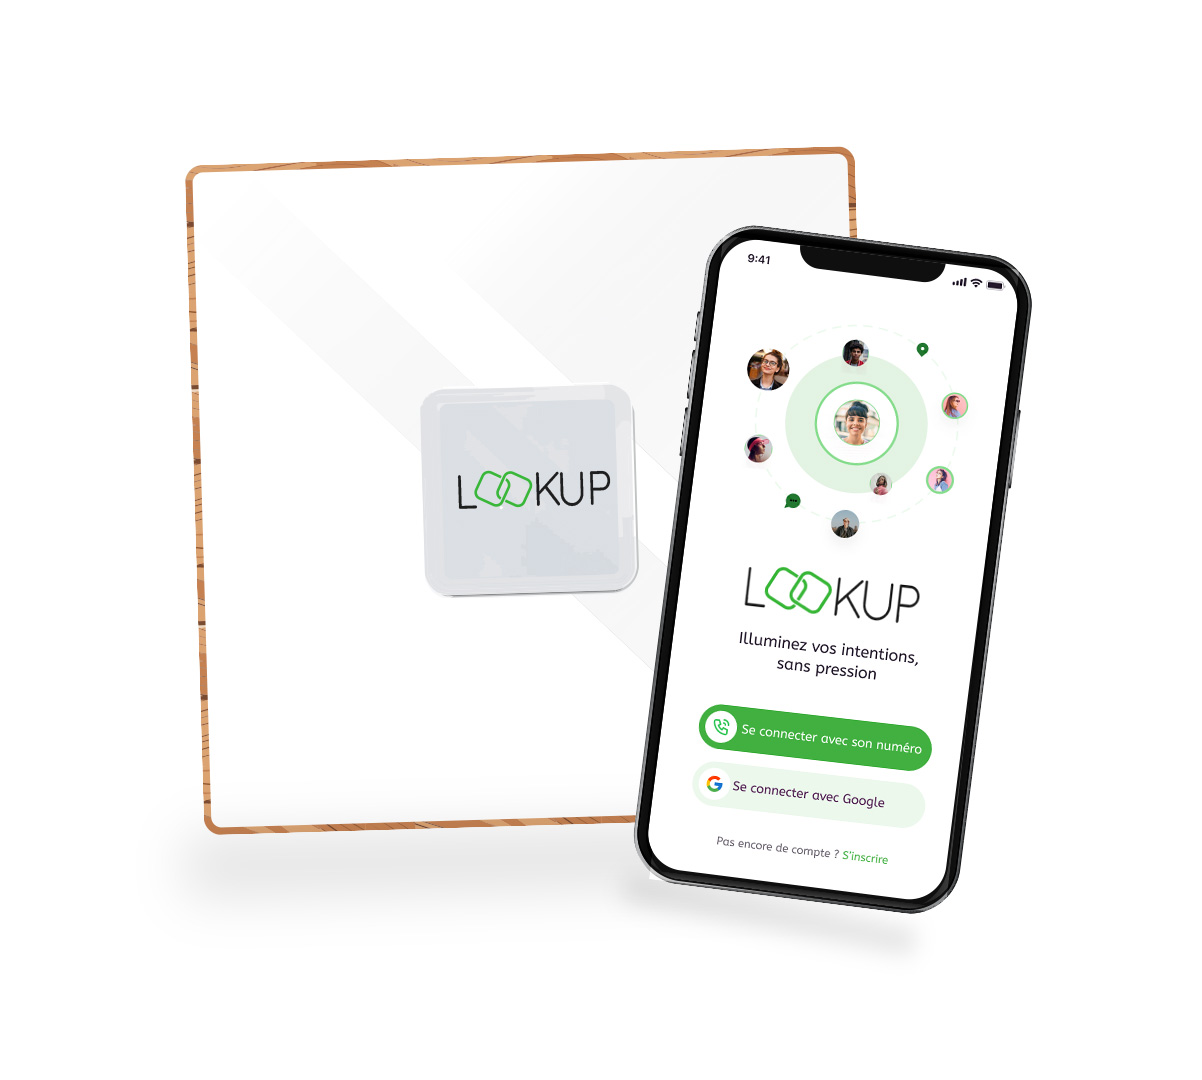 LOOKUP
9:41
LOOKUP
Illuminez vos intentions,
sans pression
Se connecter avec son numéro
Se connecter avec Google
Pas encore de compte ? S'inscrire